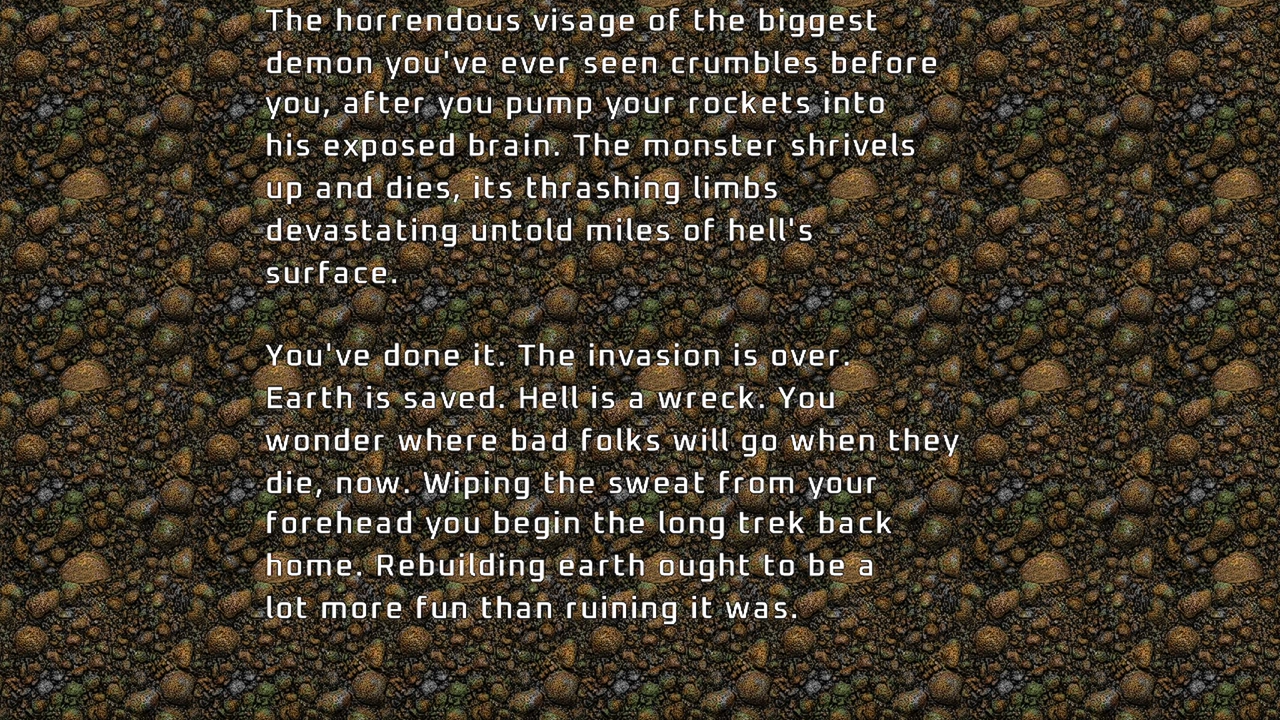 The horrendous visage of the biggest
demon you've ever seen crumbles before
you, after you pump your rockets into
his exposed brain. The monster shrivels
up and dies, its thrashing limbs
devastating untold miles of hell's
surface.
You've done it. The invasion is over.
Earth is saved. Hell is a wreck. You
wonder where bad folks will go when they
die, now. Wiping the sweat from your
forehead you begin the long trek back
home. Rebuilding earth ought to be a
lot more fun than ruining it was.